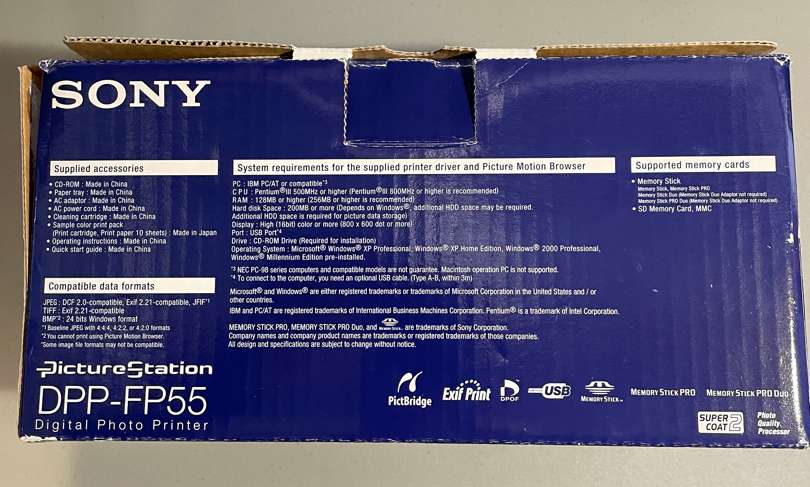 SONY
Supplied accessories
• CD-ROM : Made in China
• Paper tray : Made in China
• AC adaptor : Made in China
• AC power cord : Made in China
• Cleaning cartridge : Made in China
• Sample color print pack
(Print cartridge, Print paper 10 sheets) : Made in Japan
• Operating instructions : Made in China
• Quick start guide : Made in China
Compatible data formats
JPEG : DCF 2.0-compatible, Exif 2.21-compatible, JFIF*1
TIFF : Exif 2.21-compatible
BMP*2 : 24 bits Windows format
*1 Baseline JPEG with 4:4:4, 4:2:2, or 4:2:0 formats
*2 You cannot print using Picture Motion Browser.
*Some image file formats may not be compatible.
PictureStation
DPP-FP55
Digital Photo Printer
System requirements for the supplied printer driver and Picture Motion Browser
PC : IBM PC/AT or compatible*3
CPU : Pentium®III 500MHz or higher (Pentium®III 800MHz or higher is recommended)
RAM : 128MB or higher (256MB or higher is recommended)
Hard disk Space : 200MB or more (Depends on Windows®, additional HDD space may be required.
Additional HDD space is required for picture data storage)
Display : High (16bit) color or more (800 x 600 dot or more)
Port : USB Port*4
Drive : CD-ROM Drive (Required for installation)
Operating System : Microsoft® Windows® XP Professional, Windows® XP Home Edition, Windows® 2000 Professional,
Windows® Millennium Edition pre-installed.
*3 NEC PC-98 series computers and compatible models are not guarantee. Macintosh operation PC is not supported.
*4 To connect to the computer, you need an optional USB cable. (Type A-B, within 3m)
Microsoft® and Windows® are either registered trademarks or trademarks of Microsoft Corporation in the United States and / or
other countries.
IBM and PC/AT are registered trademarks of International Business Machines Corporation. Pentium® is a trademark of Intel Corporation.
MEMORY STICK PRO, MEMORY STICK PRO Duo, and MEMORY STICK™ are trademarks of Sony Corporation.
Company names and company product names are trademarks or registered trademarks of those companies.
All design and specifications are subject to change without notice.
Supported memory cards
• Memory Stick
Memory Stick, Memory Stick PRO
Memory Stick Duo (Memory Stick Duo Adaptor not required)
Memory Stick PRO Duo (Memory Stick Duo Adaptor not required)
• SD Memory Card, MMC
PictBridge
Exif Print
DPOF
USB
MEMORY STICK™
MEMORY STICK PRO
MEMORY STICK PRO DUO
SUPER COAT 2
Photo Quality Processor